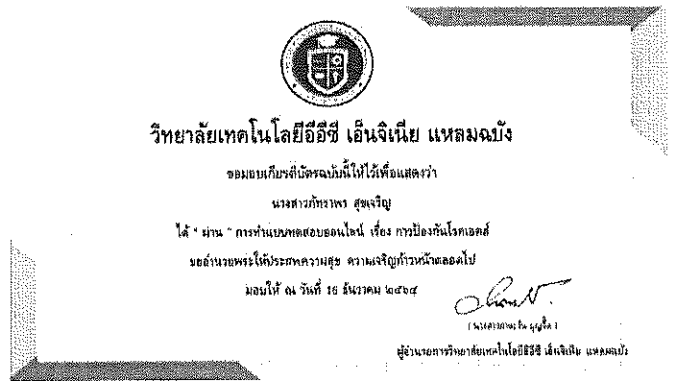 วิทยาลัยเทคโนโลยีอีอีซี เอ็นจิเนีย แหลมฉบัง
ขอมอบเกียรติบัตรฉบับนี้ให้ไว้เพื่อแสดงว่า
นางสาวภัทราพร สุขเจริญ
ได้ " ผ่าน " การทำแบบทดสอบออนไลน์ เรื่อง การป้องกันโรคเอดส์
ขออำนวยพรให้ประสพความสุข ความเจริญก้าวหน้าตลอดไป
มอบให้ ณ วันที่ 16 ธันวาคม ๒๕๖๔
ผู้อำนวยการวิทยาลัยเทคโนโลยีอีอีซี เอ็นจิเนีย แหลมฉบัง